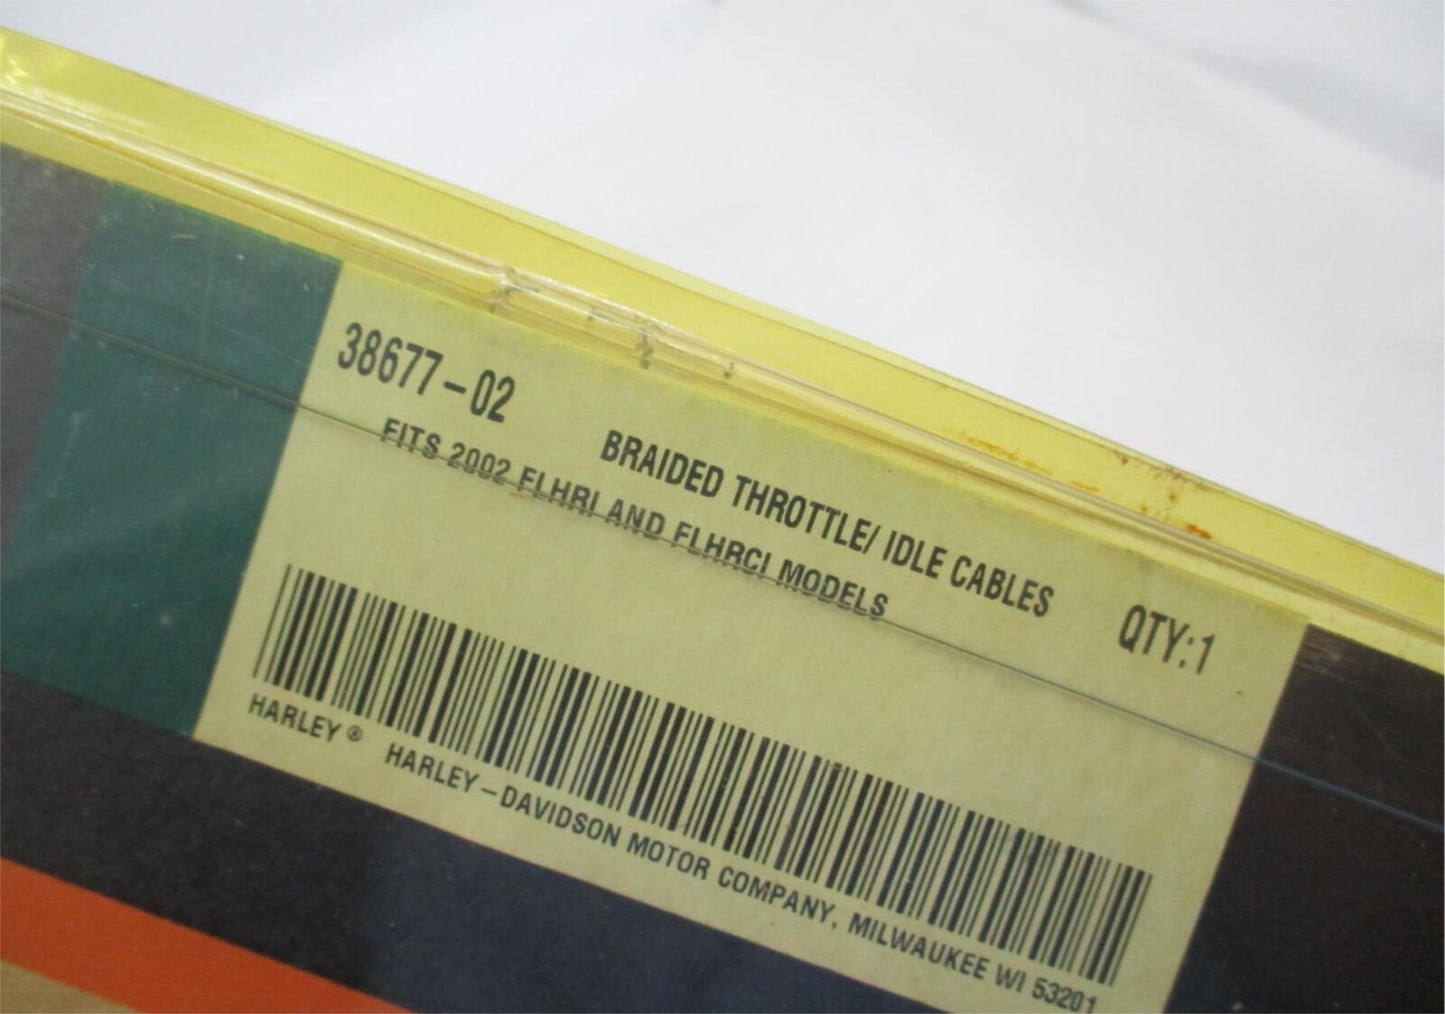 38677-02 BRAIDED THROTTLE/ IDLE CABLES QTY:1
FITS 2002 FLHRI AND FLHRCI MODELS
HARLEY® HARLEY-DAVIDSON MOTOR COMPANY, MILWAUKEE WI 53201